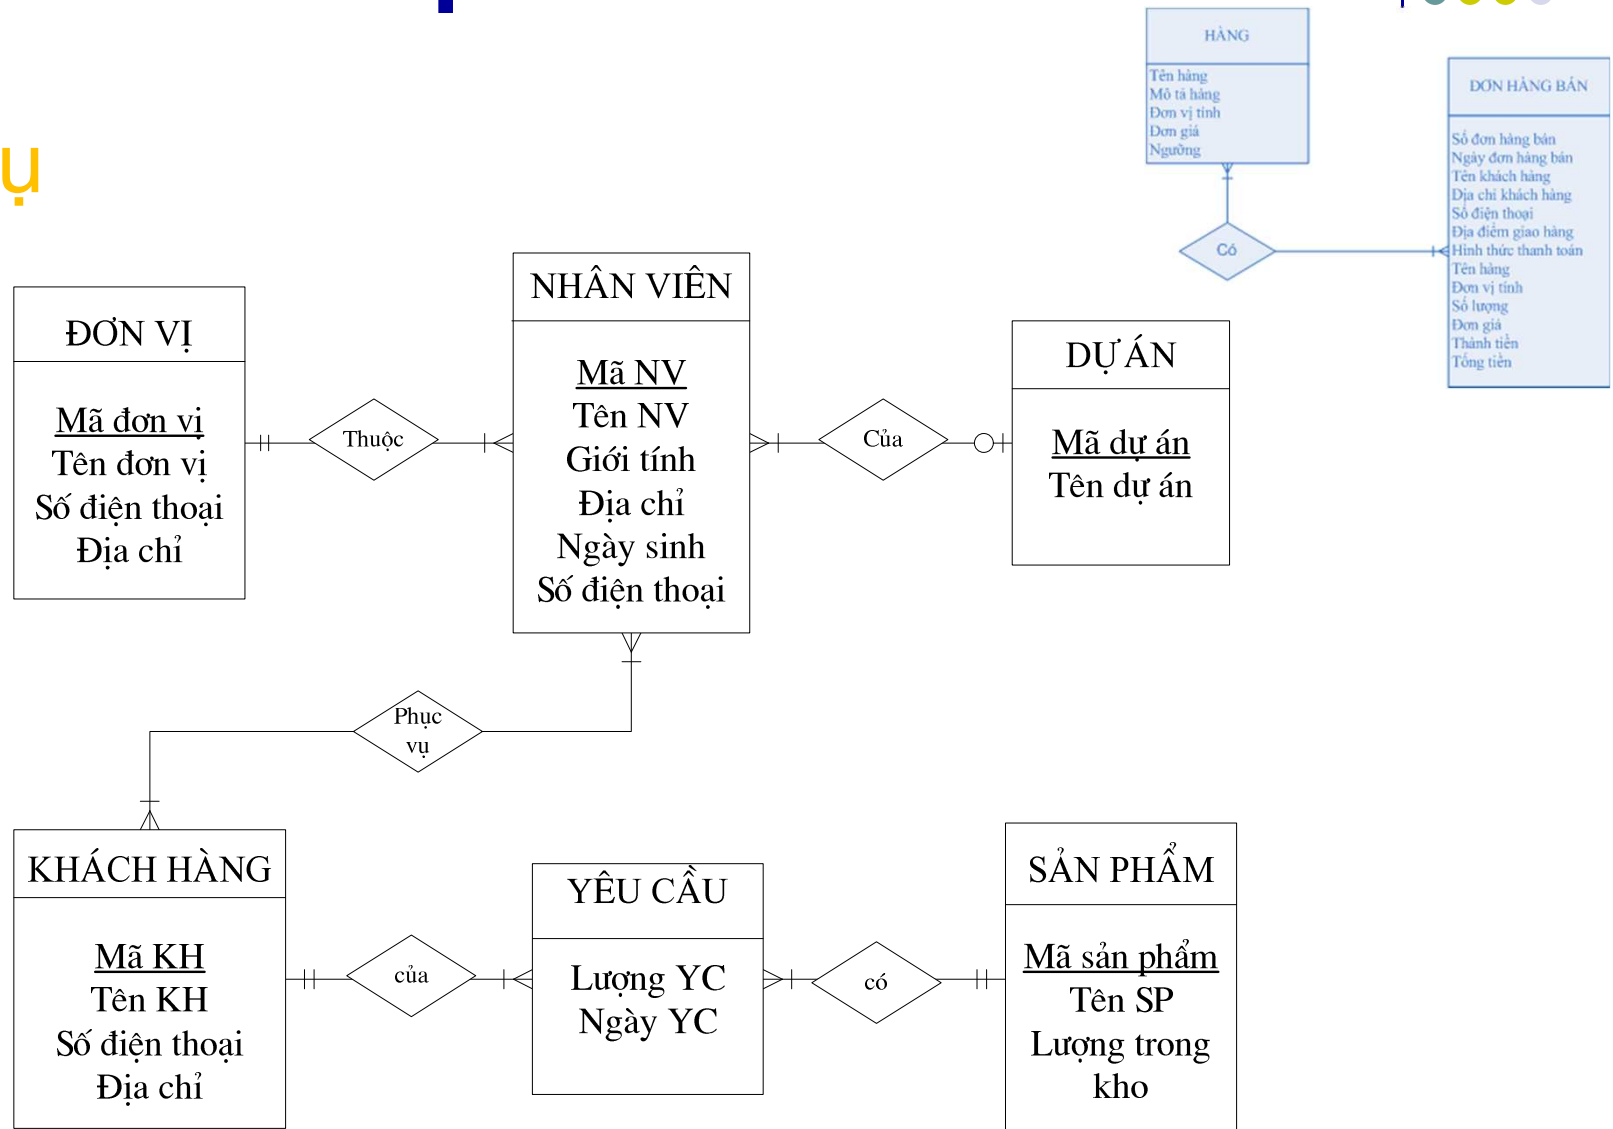 ụ
HÀNG
Tên hàng
Mô tả hàng
Đơn vị tính
Đơn giá
Ngưỡng
Có
ĐƠN HÀNG BÁN
Số đơn hàng bán
Ngày đơn hàng bán
Tên khách hàng
Địa chỉ khách hàng
Số điện thoại
Địa điểm giao hàng
Hình thức thanh toán
Tên hàng
Đơn vị tính
Số lượng
Đơn giá
Thành tiền
Tổng tiền
ĐƠN VỊ
Mã đơn vị
Tên đơn vị
Số điện thoại
Địa chỉ
Thuộc
NHÂN VIÊN
Mã NV
Tên NV
Giới tính
Địa chỉ
Ngày sinh
Số điện thoại
Của
DỰ ÁN
Mã dự án
Tên dự án
Phục
vụ
KHÁCH HÀNG
Mã KH
Tên KH
Số điện thoại
Địa chỉ
của
YÊU CẦU
Lượng YC
Ngày YC
có
SẢN PHẨM
Mã sản phẩm
Tên SP
Lượng trong
kho